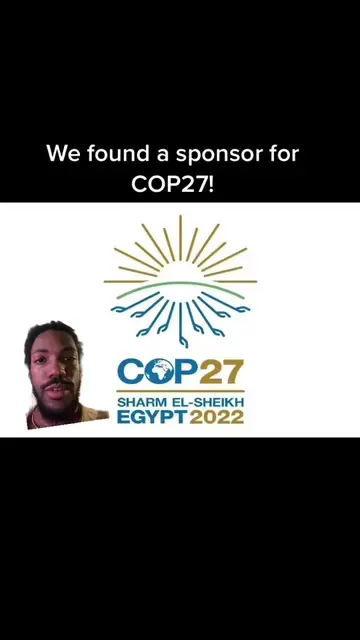 We found a sponsor for
COP27!
COP27
SHARM EL-SHEIKH
EGYPT 2022